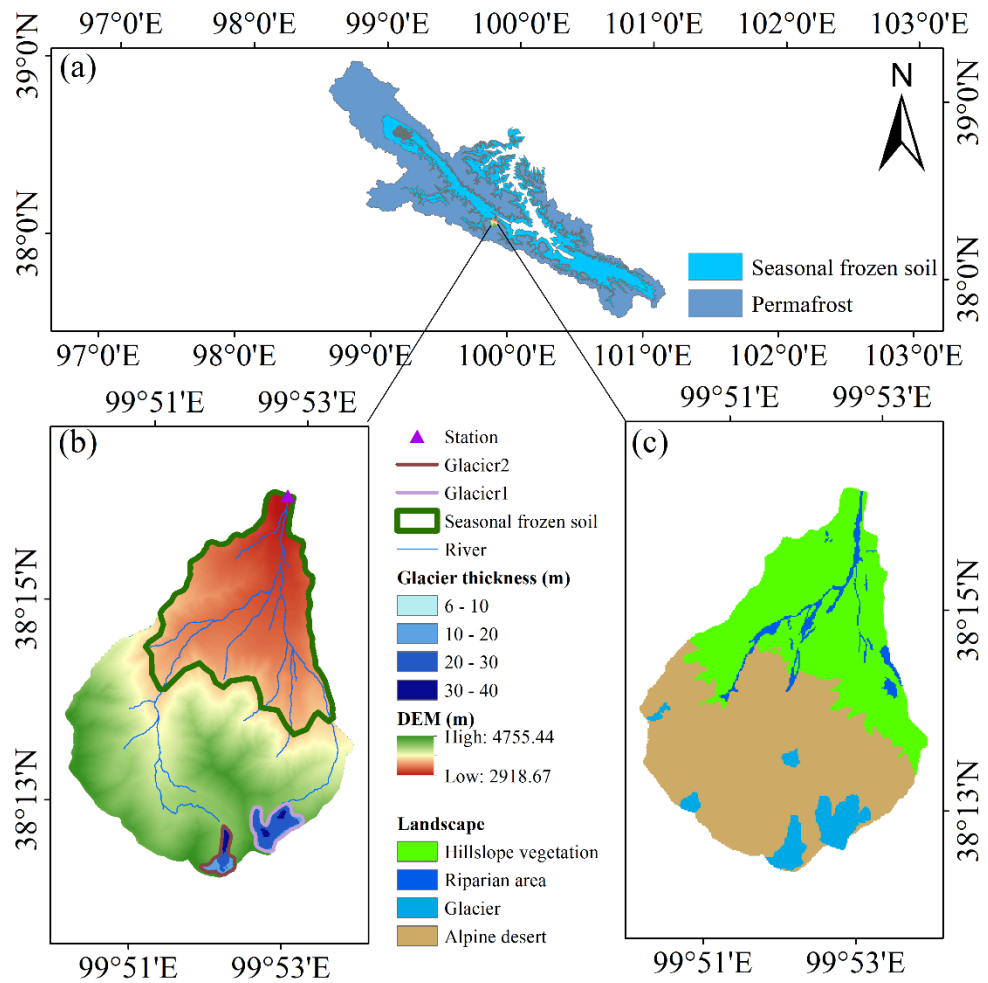 97°0'E 98°0'E 99°0'E 100°0'E 101°0'E 102°0'E 103°0'E
(a)
N
39°0'N
38°0'N
39°0'N
38°0'N
Seasonal frozen soil
Permafrost
97°0'E 98°0'E 99°0'E 100°0'E 101°0'E 102°0'E 103°0'E
99°51'E 99°53'E
(b)
38°15'N
38°13'N
99°51'E 99°53'E
Station
Glacier2
Glacier1
Seasonal frozen soil
River
Glacier thickness (m)
6 - 10
10 - 20
20 - 30
30 - 40
DEM (m)
High: 4755.44
Low: 2918.67
Landscape
Hillslope vegetation
Riparian area
Glacier
Alpine desert
99°51'E 99°53'E
(c)
38°15'N
38°13'N
99°51'E 99°53'E